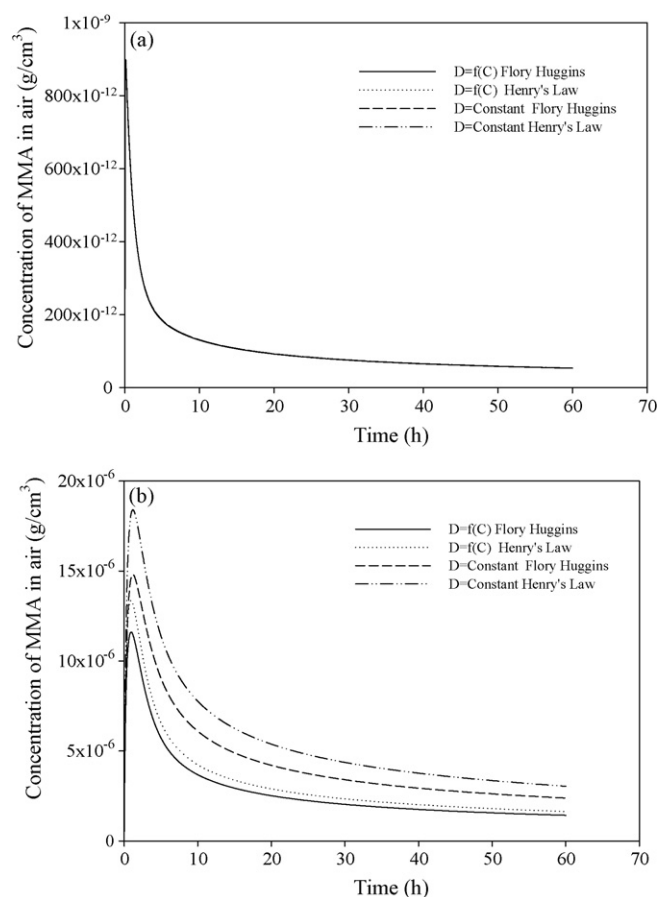 1x10-9
(a)
D=f(C) Flory Huggins
D=f(C) Henry's Law
D=Constant Flory Huggins
D=Constant Henry's Law
800x10-12
600x10-12
400x10-12
200x10-12
0
Concentration of MMA in air (g/cm3)
0 10 20 30 40 50 60 70
Time (h)
20x10-6
(b)
D=f(C) Flory Huggins
D=f(C) Henry's Law
D=Constant Flory Huggins
D=Constant Henry's Law
15x10-6
10x10-6
5x10-6
0
Concentration of MMA in air (g/cm3)
0 10 20 30 40 50 60 70
Time (h)